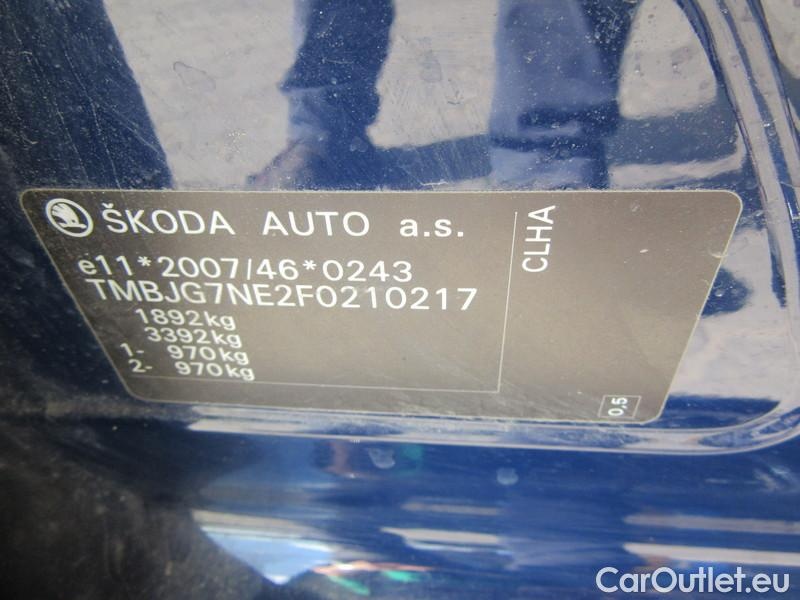 ŠKODA AUTO a.s.
e11*2007/46*0243
TMBJG7NE2F0210217
1892kg
3392kg
1- 970kg
2- 970kg
CLHA
0,5
CarOutlet.eu